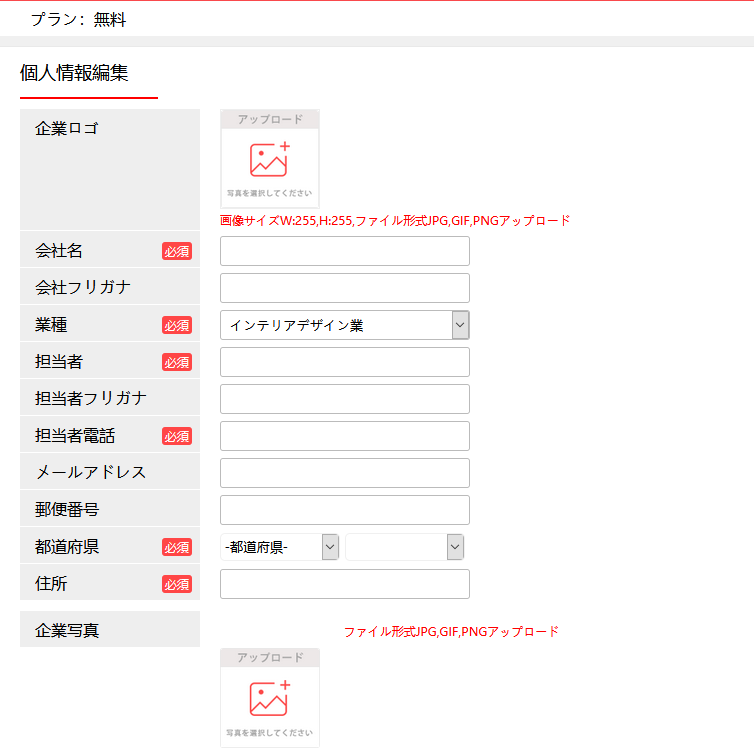 プラン：無料
個人情報編集
企業ロゴ
アップロード
写真を選択してください
画像サイズW:255,H:255,ファイル形式JPG,GIF,PNGアップロード
会社名 必須
会社フリガナ
業種 必須 インテリアデザイン業
担当者 必須
担当者フリガナ
担当者電話 必須
メールアドレス
郵便番号
都道府県 必須 -都道府県-
住所 必須
企業写真 ファイル形式JPG,GIF,PNGアップロード
アップロード
写真を選択してください